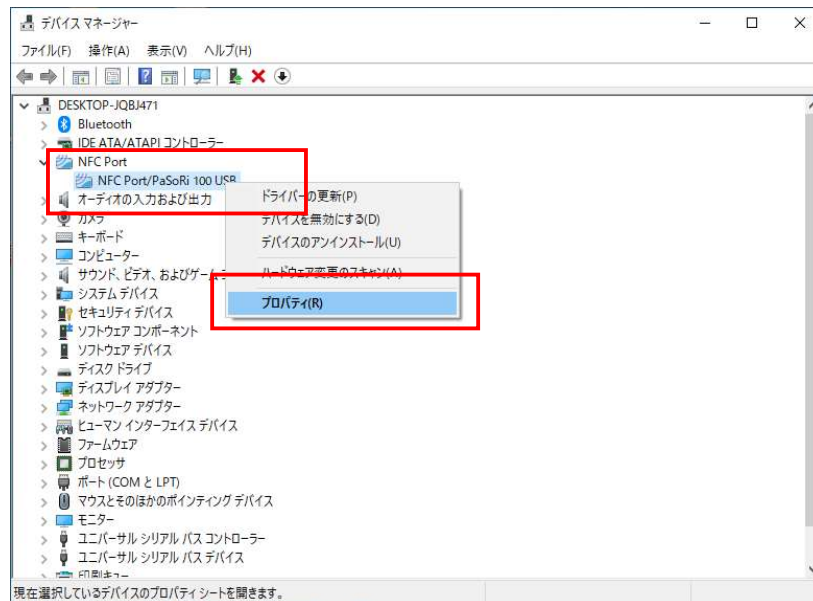 デバイス マネージャー
ファイル(F) 操作(A) 表示(V) ヘルプ(H)
DESKTOP-JQBJ471
Bluetooth
IDE ATA/ATAPI コントローラー
NFC Port
NFC Port/PaSoRi 100 USB
オーディオの入力および出力
カメラ
キーボード
コンピューター
サウンド、ビデオ、およびゲーム
システム デバイス
セキュリティ デバイス
ソフトウェア コンポーネント
ソフトウェア デバイス
ディスク ドライブ
ディスプレイ アダプター
ネットワーク アダプター
ヒューマン インターフェイス デバイス
ファームウェア
プロセッサ
ポート (COM と LPT)
マウスとそのほかのポインティング デバイス
モニター
ユニバーサル シリアル バス コントローラー
ユニバーサル シリアル バス デバイス
印刷キュー
ドライバーの更新(P)
デバイスを無効にする(D)
デバイスのアンインストール(U)
ハードウェア変更のスキャン(A)
プロパティ(R)
現在選択しているデバイスのプロパティ シートを開きます。